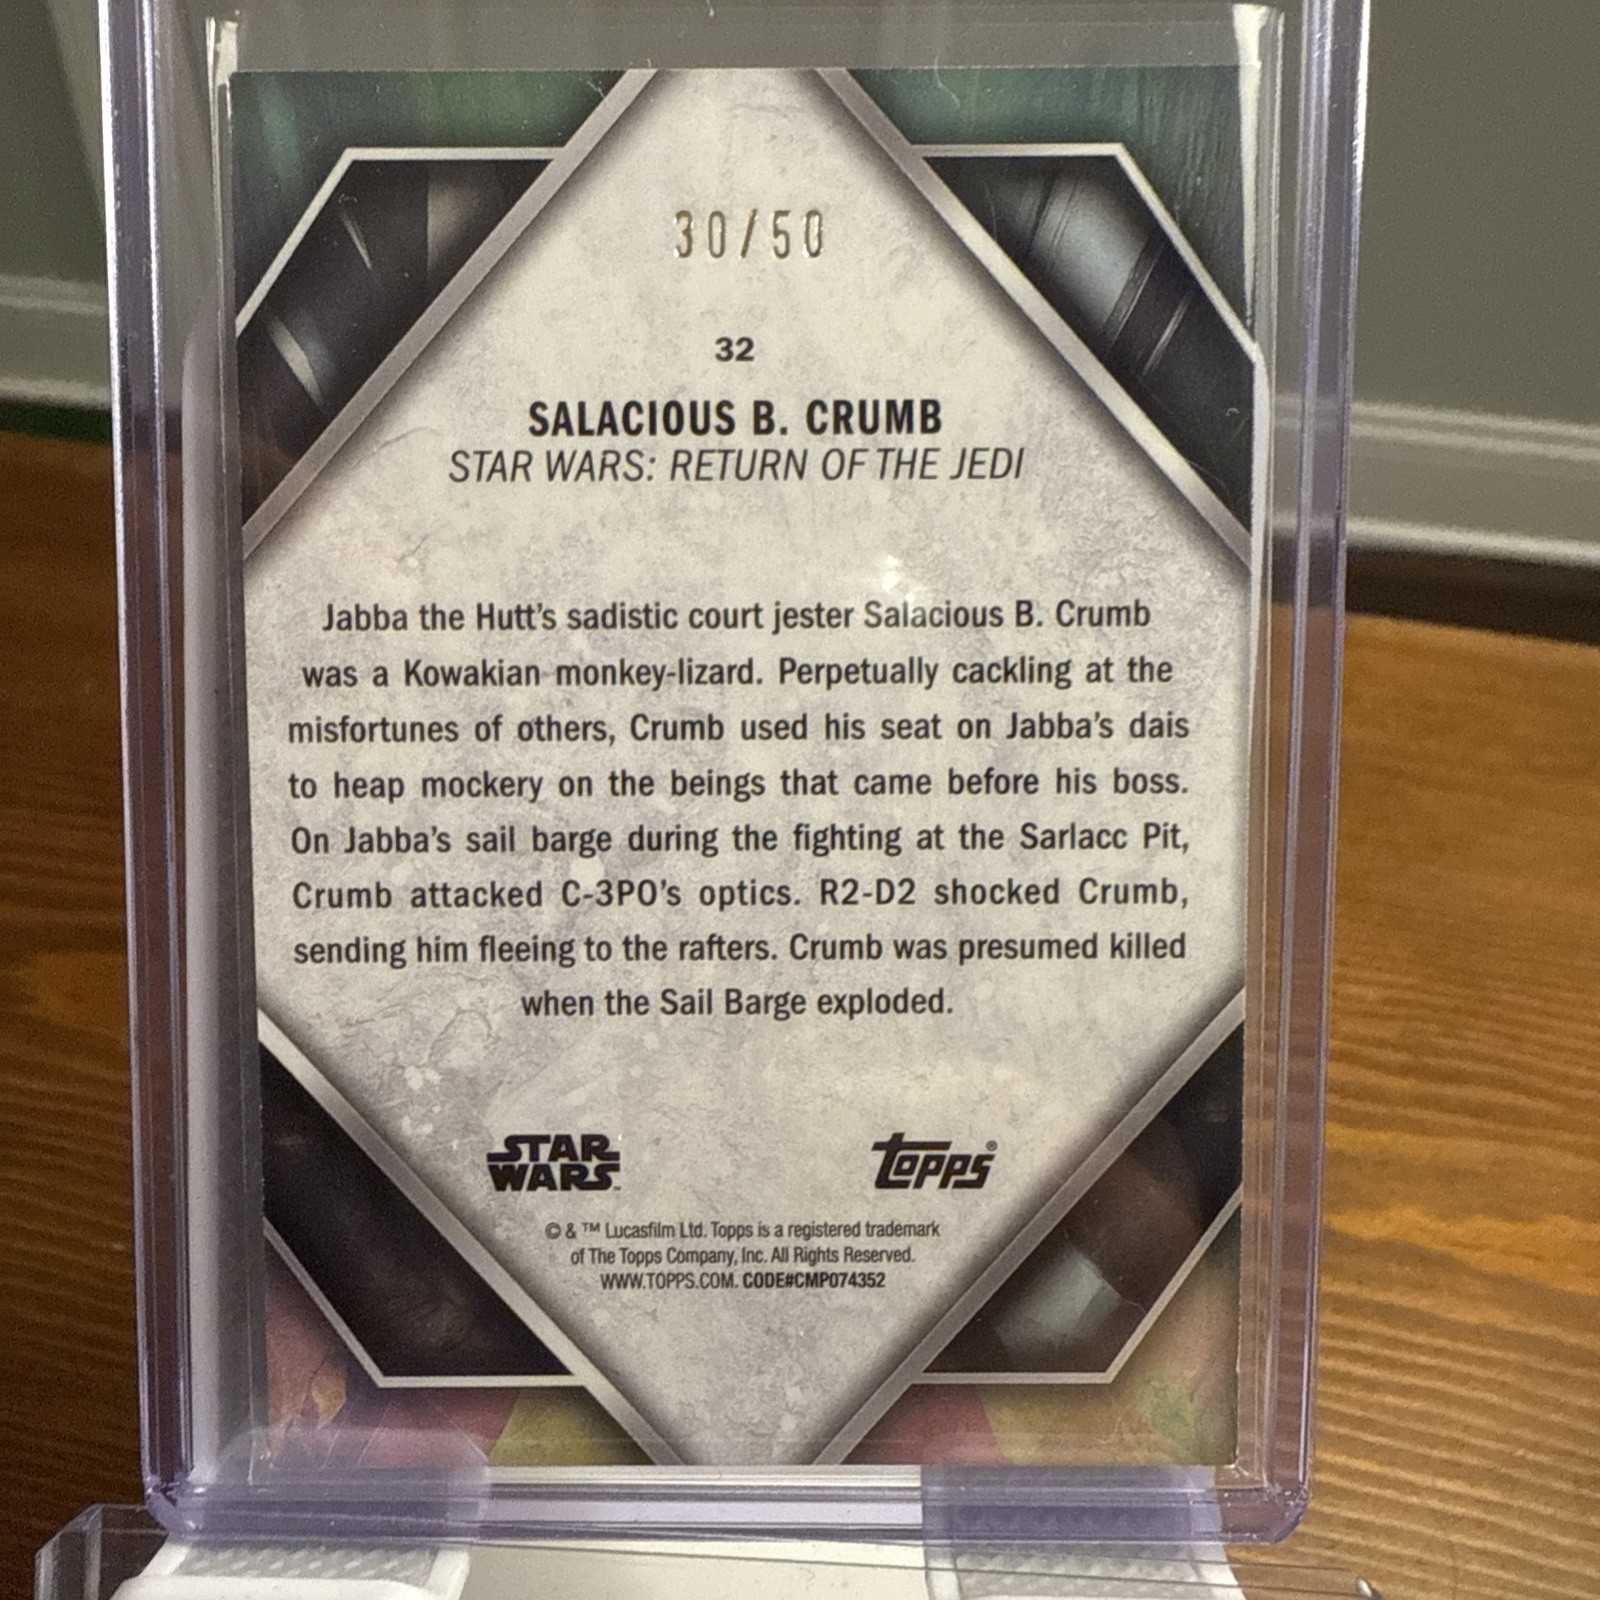 30/50
32
SALACIOUS B. CRUMB
STAR WARS: RETURN OF THE JEDI
Jabba the Hutt's sadistic court jester Salacious B. Crumb
was a Kowakian monkey-lizard. Perpetually cackling at the
misfortunes of others, Crumb used his seat on Jabba's dais
to heap mockery on the beings that came before his boss.
On Jabba's sail barge during the fighting at the Sarlacc Pit,
Crumb attacked C-3PO's optics. R2-D2 shocked Crumb,
sending him fleeing to the rafters. Crumb was presumed killed
when the Sail Barge exploded.
STAR WARS
topps®
© & ™ Lucasfilm Ltd. Topps is a registered trademark
of The Topps Company, Inc. All Rights Reserved.
WWW.TOPPS.COM. CODE#CMP074352